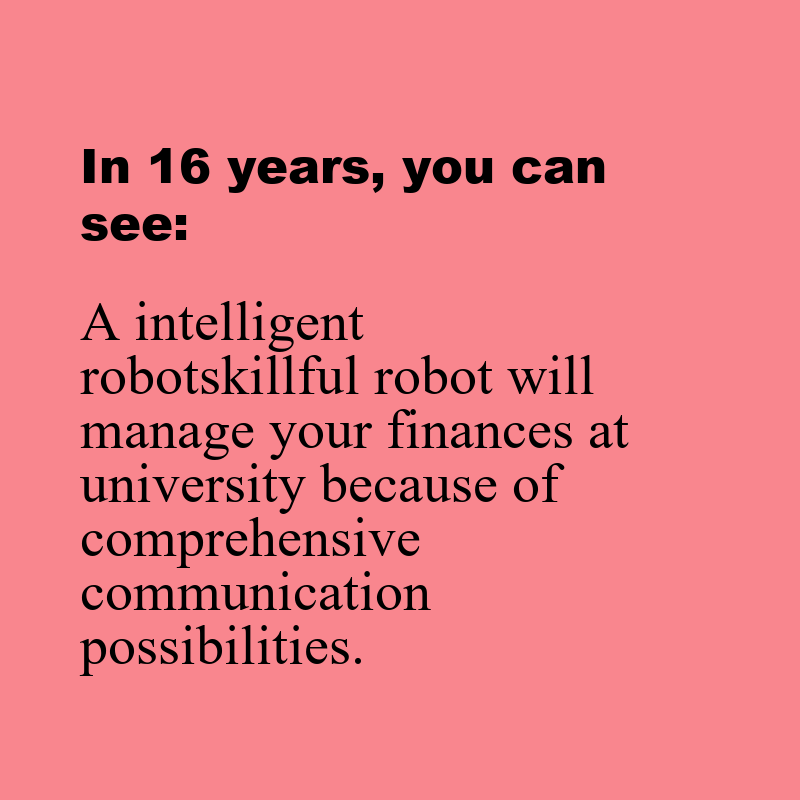 In 16 years, you can
see:
A intelligent
robotskillful robot will
manage your finances at
university because of
comprehensive
communication
possibilities.